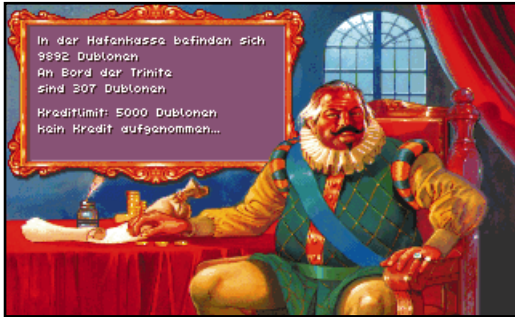 In der Hafenkasse befinden sich
9892 Dublonen
An Bord der Trinite
sind 307 Dublonen
Kreditlimit: 5000 Dublonen
kein Kredit aufgenommen...